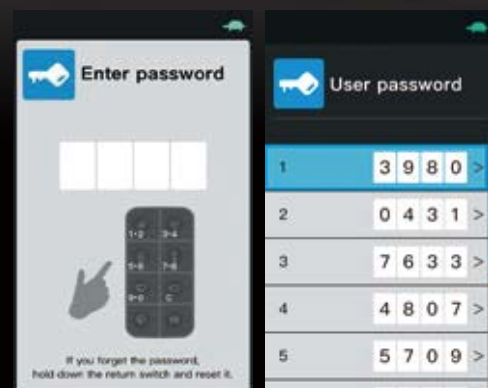 Enter password
1·2 3·4
5·6 7·8
9·0 C
If you forget the password,
hold down the return switch and reset it.
User password
1 3 9 8 0 >
2 0 4 3 1 >
3 7 6 3 3 >
4 4 8 0 7 >
5 5 7 0 9 >